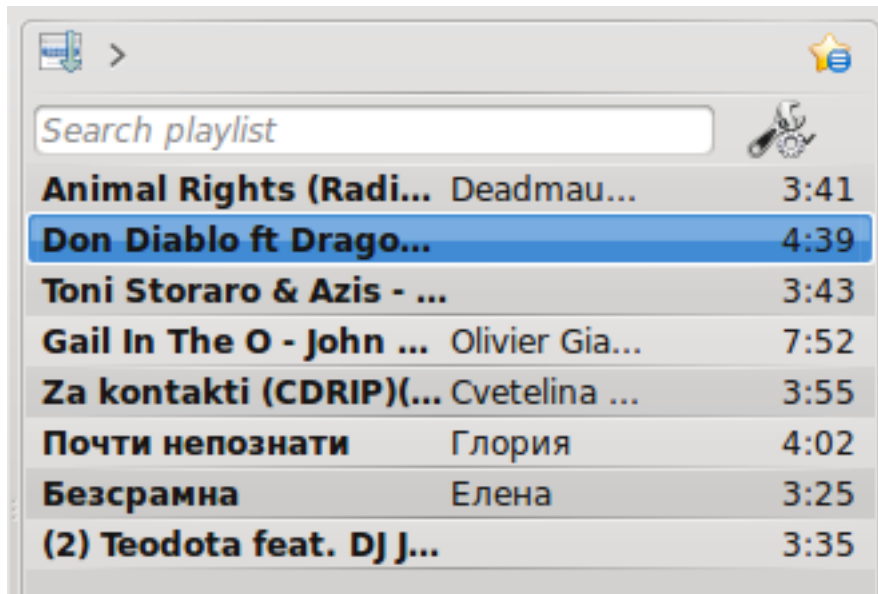 >
Search playlist
Animal Rights (Radi... Deadmau... 3:41
Don Diablo ft Drago... 4:39
Toni Storaro & Azis - ... 3:43
Gail In The O - John ... Olivier Gia... 7:52
Za kontakti (CDRIP)(... Cvetelina ... 3:55
Почти непознати Глория 4:02
Безсрамна Елена 3:25
(2) Teodota feat. DJ J... 3:35